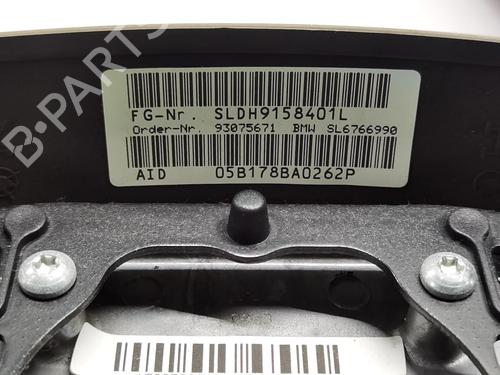 FG-Nr. SLDH9158401L
Order-Nr. 93075671 BMW SL6766990
AID 05B178BA0262P
B-PARTS